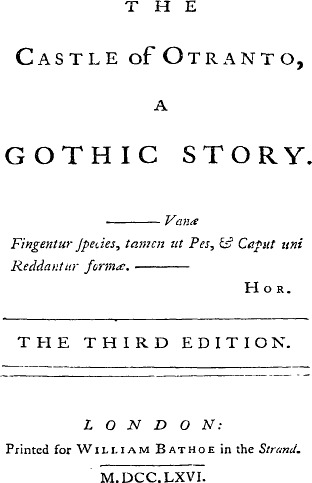 THE
CASTLE of OTRANTO,
A
GOTHIC STORY.
Vanæ
Fingentur ſpecies, tamen ut Pes, & Caput uni
Reddantur formæ.
HOR.
THE THIRD EDITION.
LONDON:
Printed for WILLIAM BATHOE in the Strand.
M.DCC.LXVI.